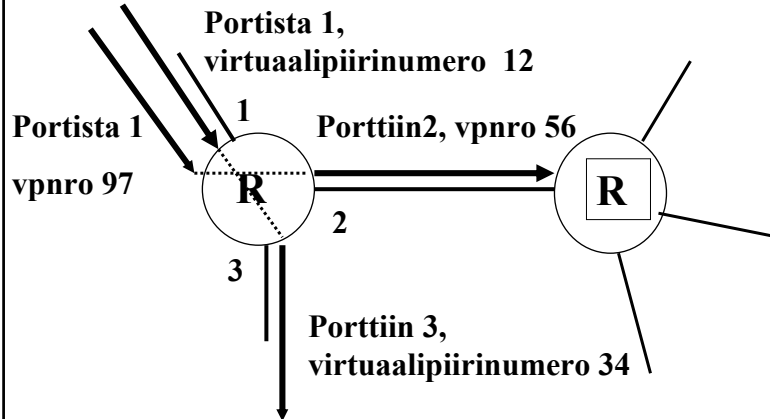 Portista 1,
virtuaalipiirinumero 12
1
Portista 1
vpnro 97
Porttiin2, vpnro 56
R
R
2
3
Porttiin 3,
virtuaalipiirinumero 34